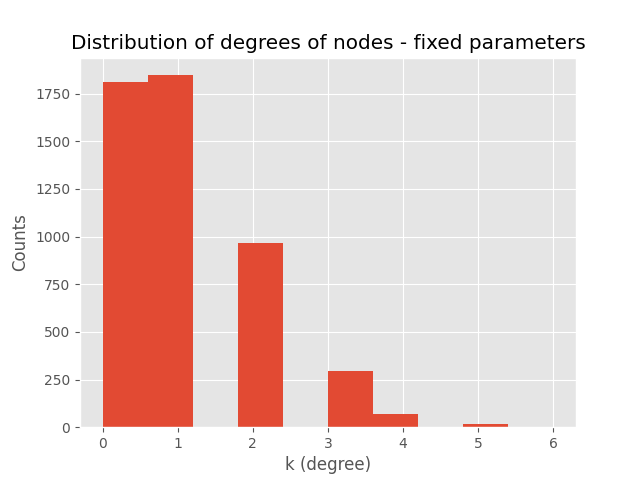 Distribution of degrees of nodes - fixed parameters
1750
1500
1250
1000
750
500
250
0
Counts
0 1 2 3 4 5 6
k (degree)